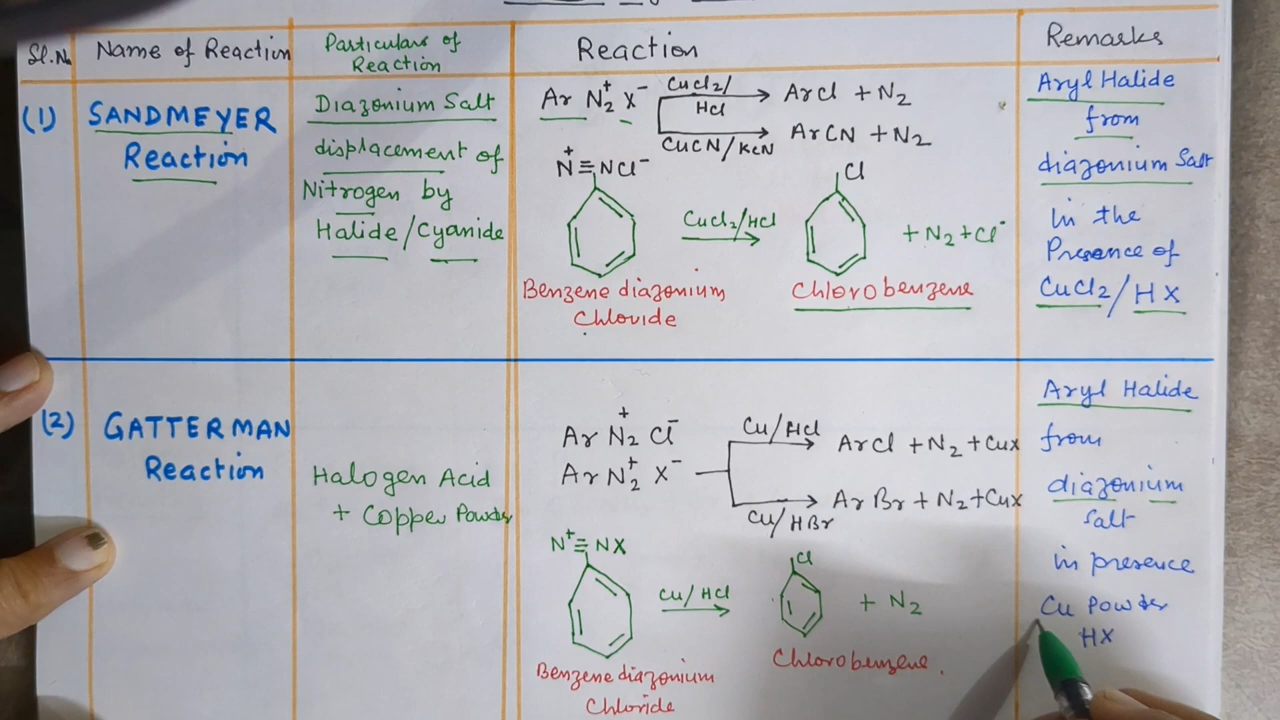 Sl.No
Name of Reaction
Particulars of
Reaction
Reaction
Remarks
(1)
SANDMEYER
Reaction
Diazonium Salt
displacement of
Nitrogen by
Halide/Cyanide
Ar N₂⁺ X⁻
CuCl₂/
HCl
ArCl + N₂
CuCN/KCN
ArCN + N₂
N⁺≡NCl⁻
CuCl₂/HCl
Cl
+ N₂ + Cl⁻
Benzene diazonium
Chloride
Chlorobenzene
Aryl Halide
from
diazonium Salt
in the
Presence of
CuCl₂/HX
(2)
GATTERMAN
Reaction
Halogen Acid
+ Copper Powder
Ar N₂⁺ Cl⁻
Ar N₂⁺ X⁻
Cu/HCl
ArCl + N₂ + CuX
Cu/HBr
ArBr + N₂ + CuX
N⁺≡NX
Cu/HCl
Cl
+ N₂
Benzene diazonium
Chloride
Chlorobenzene.
Aryl Halide
from
diazonium
Salt
in presence
Cu Powder
HX